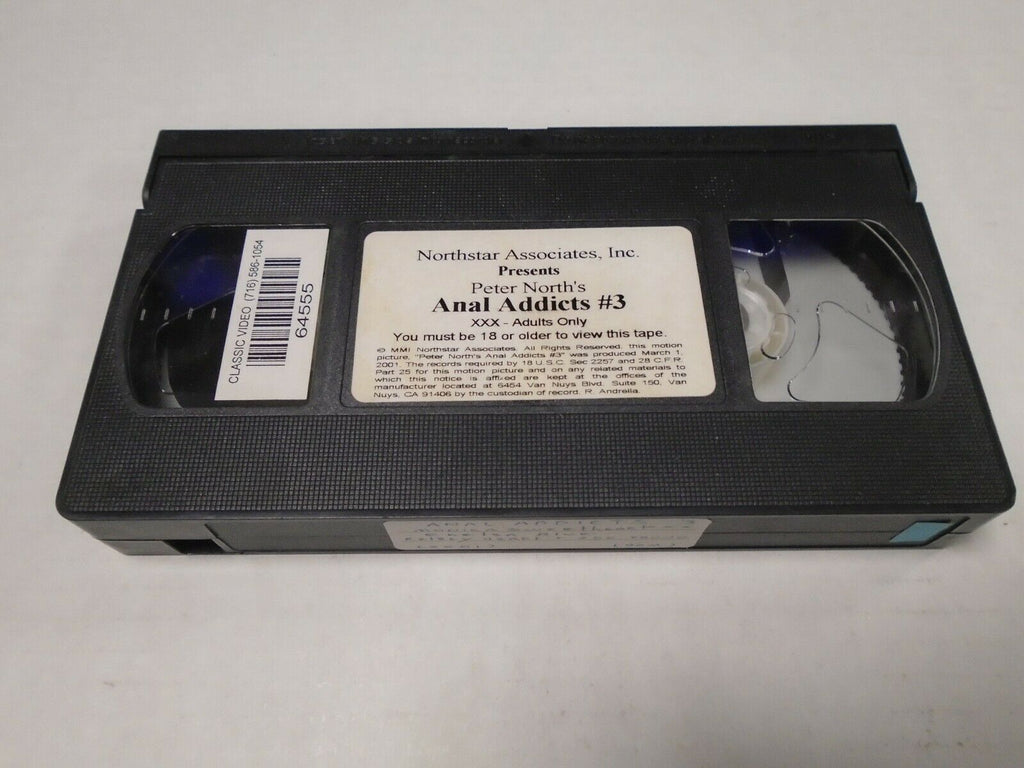 CLASSIC VIDEO (716) 586-1054
64555
Northstar Associates, Inc.
Presents
Peter North's
Anal Addicts #3
XXX - Adults Only
You must be 18 or older to view this tape.
© MMI Northstar Associates. All Rights Reserved. this motion
picture, "Peter North's Anal Addicts #3" was produced March 1,
2001. The records required by 18 U.S.C. Sec 2257 and 28 C.F.R.
Part 25 for this motion picture and on any related materials to
which this notice is affixed are kept at the offices of the
manufacturer located at 6454 Van Nuys Blvd. Suite 150, Van
Nuys, CA 91406 by the custodian of record, R. Andrella.
ANAL